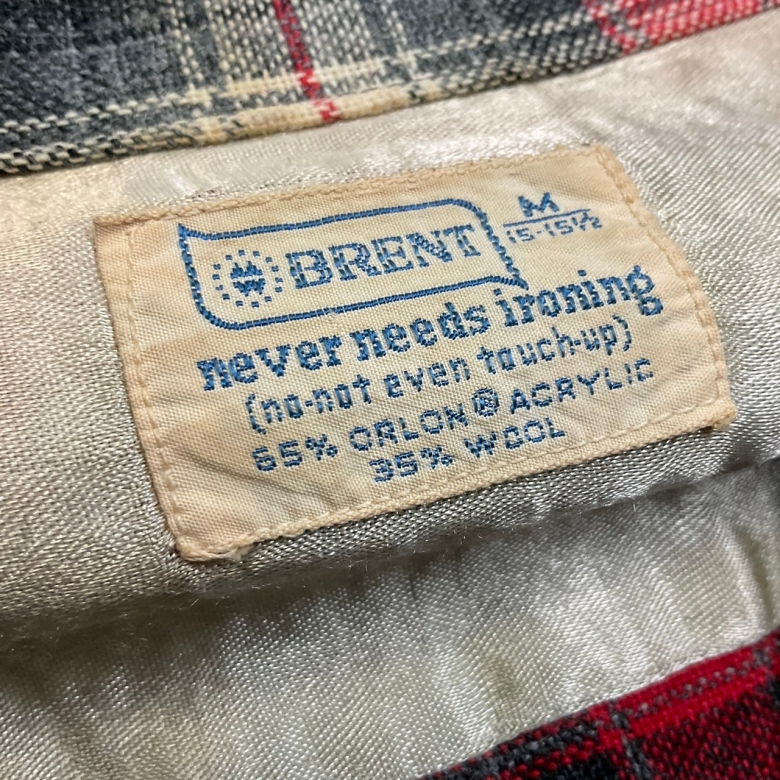 BRENT
M
15-15½
never needs ironing
(no-not even touch-up)
65% ORLON® ACRYLIC
35% WOOL